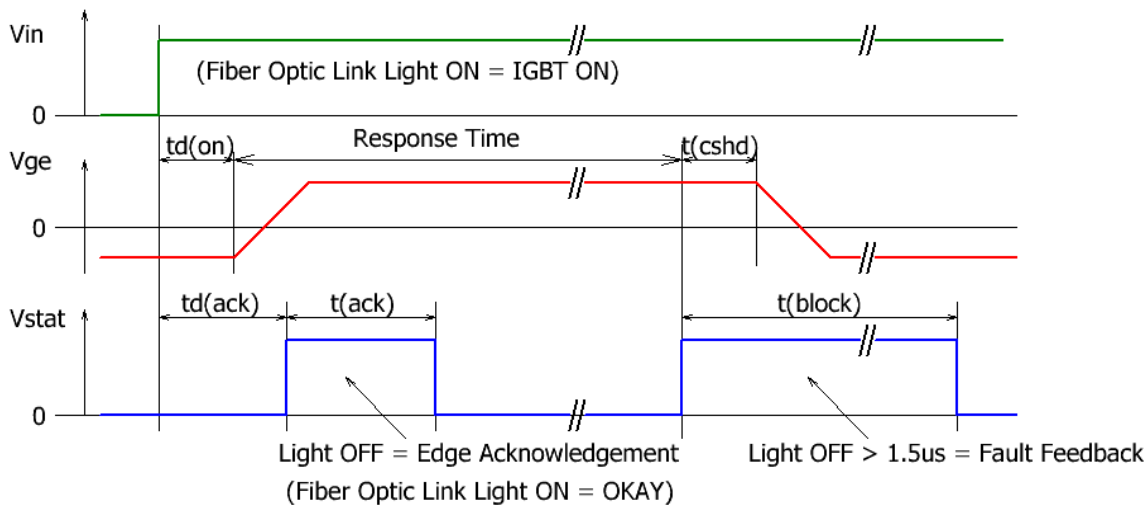 Vin
(Fiber Optic Link Light ON = IGBT ON)
0
td(on)
Response Time
t(cshd)
Vge
0
td(ack)
t(ack)
t(block)
Vstat
0
Light OFF = Edge Acknowledgement
Light OFF > 1.5us = Fault Feedback
(Fiber Optic Link Light ON = OKAY)